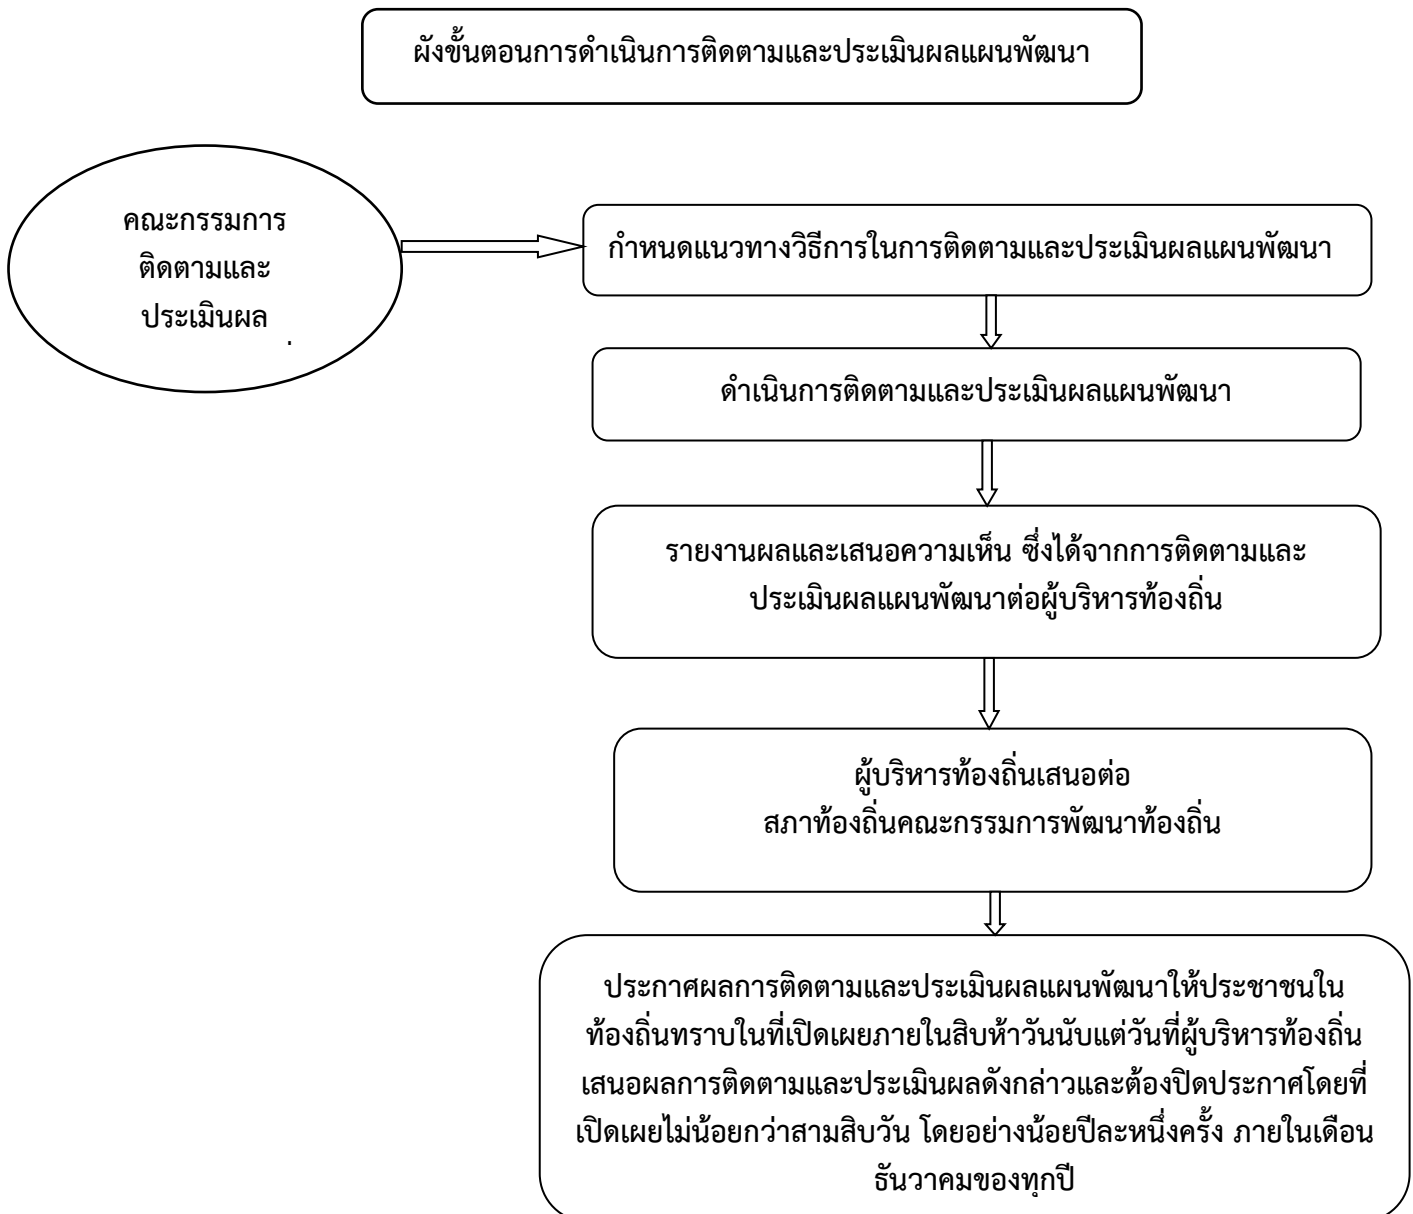 ผังขั้นตอนการดำเนินการติดตามและประเมินผลแผนพัฒนา
คณะกรรมการ
ติดตามและ
ประเมินผล
กำหนดแนวทางวิธีการในการติดตามและประเมินผลแผนพัฒนา
ดำเนินการติดตามและประเมินผลแผนพัฒนา
รายงานผลและเสนอความเห็น ซึ่งได้จากการติดตามและ
ประเมินผลแผนพัฒนาต่อผู้บริหารท้องถิ่น
ผู้บริหารท้องถิ่นเสนอต่อ
สภาท้องถิ่นคณะกรรมการพัฒนาท้องถิ่น
ประกาศผลการติดตามและประเมินผลแผนพัฒนาให้ประชาชนใน
ท้องถิ่นทราบในที่เปิดเผยภายในสิบห้าวันนับแต่วันที่ผู้บริหารท้องถิ่น
เสนอผลการติดตามและประเมินผลดังกล่าวและต้องปิดประกาศโดยที่
เปิดเผยไม่น้อยกว่าสามสิบวัน โดยอย่างน้อยปีละหนึ่งครั้ง ภายในเดือน
ธันวาคมของทุกปี